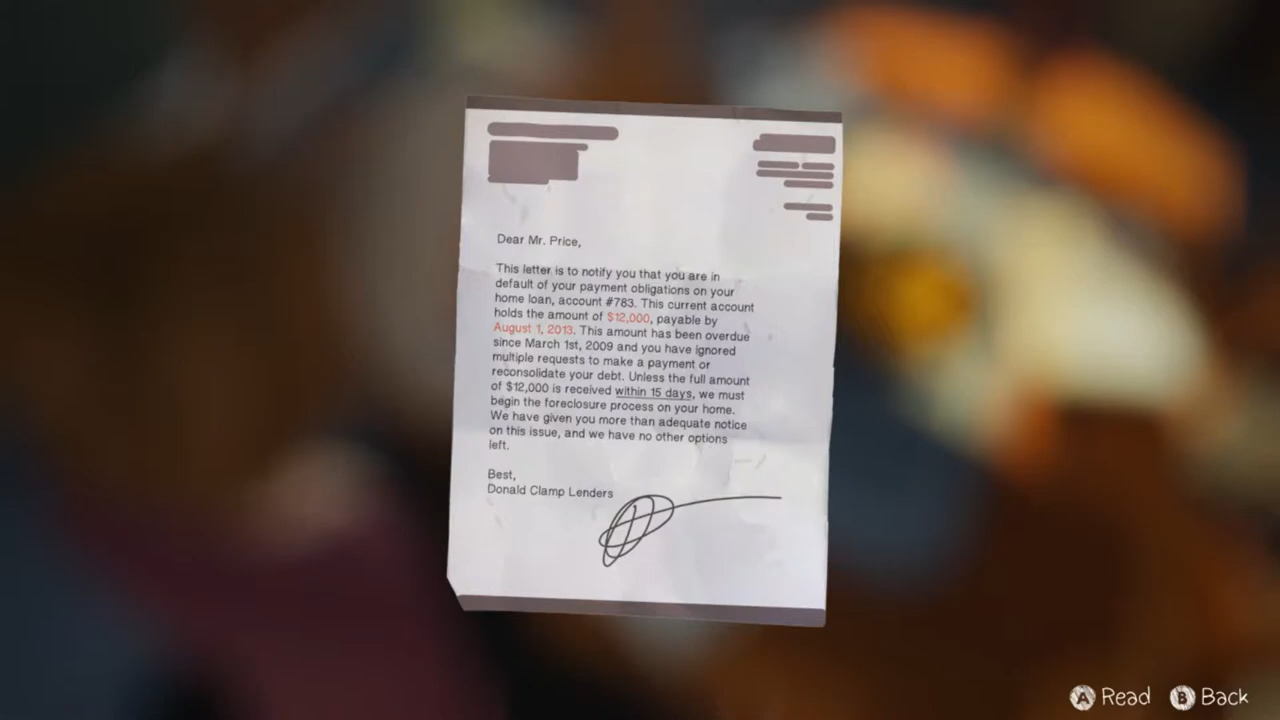 Dear Mr. Price,
This letter is to notify you that you are in
default of your payment obligations on your
home loan, account #783. This current account
holds the amount of $12,000, payable by
August 1, 2013. This amount has been overdue
since March 1st, 2009 and you have ignored
multiple requests to make a payment or
reconsolidate your debt. Unless the full amount
of $12,000 is received within 15 days, we must
begin the foreclosure process on your home.
We have given you more than adequate notice
on this issue, and we have no other options
left.
Best,
Donald Clamp Lenders
A Read B Back